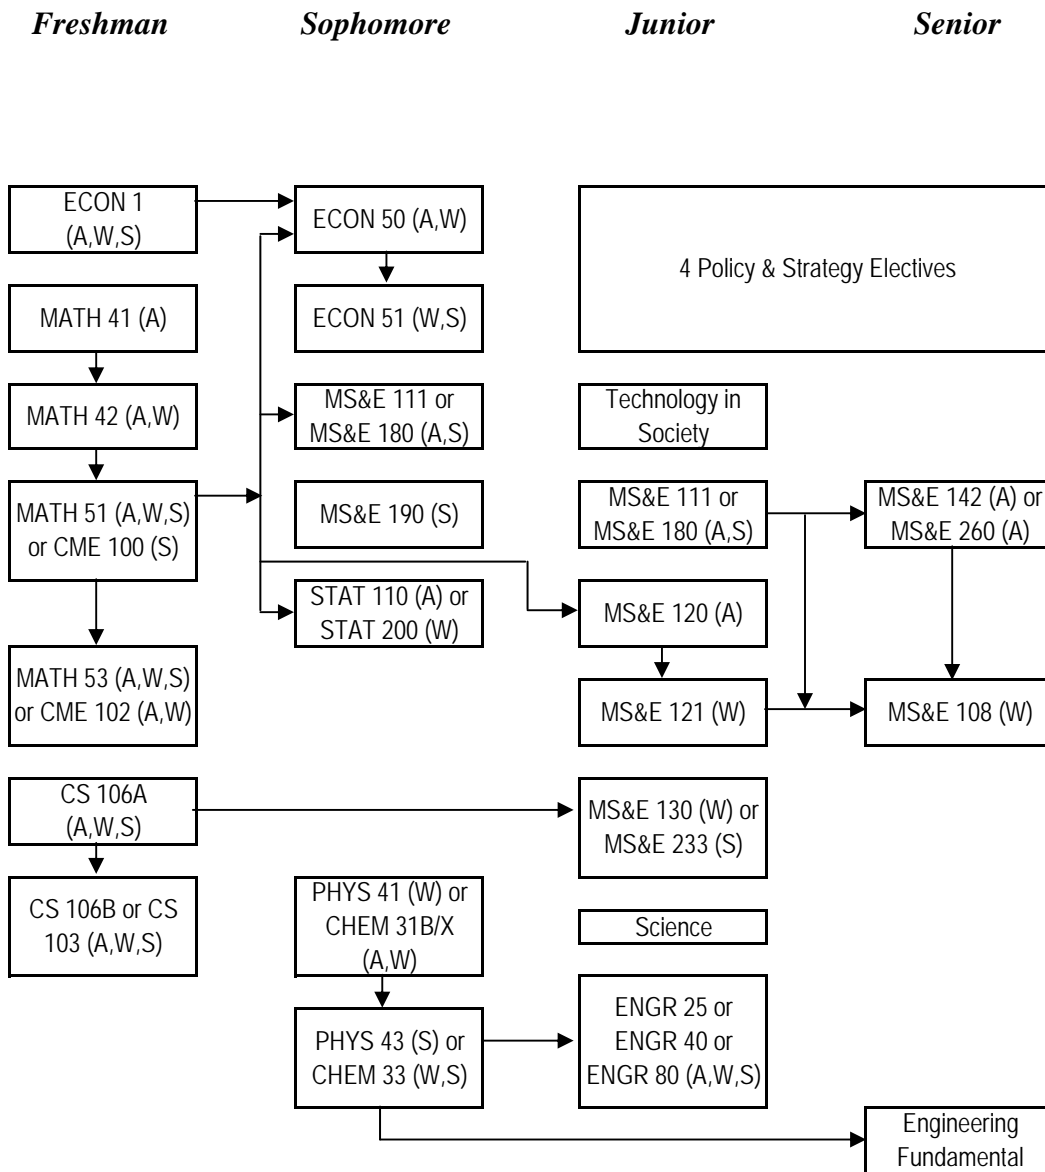 Freshman
Sophomore
Junior
Senior
ECON 1
(A,W,S)
ECON 50 (A,W)
4 Policy & Strategy Electives
MATH 41 (A)
ECON 51 (W,S)
MATH 42 (A,W)
MS&E 111 or
MS&E 180 (A,S)
Technology in
Society
MATH 51 (A,W,S)
or CME 100 (S)
MS&E 190 (S)
MS&E 111 or
MS&E 180 (A,S)
MS&E 142 (A) or
MS&E 260 (A)
STAT 110 (A) or
STAT 200 (W)
MS&E 120 (A)
MATH 53 (A,W,S)
or CME 102 (A,W)
MS&E 121 (W)
MS&E 108 (W)
CS 106A
(A,W,S)
MS&E 130 (W) or
MS&E 233 (S)
CS 106B or CS
103 (A,W,S)
PHYS 41 (W) or
CHEM 31B/X
(A,W)
Science
PHYS 43 (S) or
CHEM 33 (W,S)
ENGR 25 or
ENGR 40 or
ENGR 80 (A,W,S)
Engineering
Fundamental